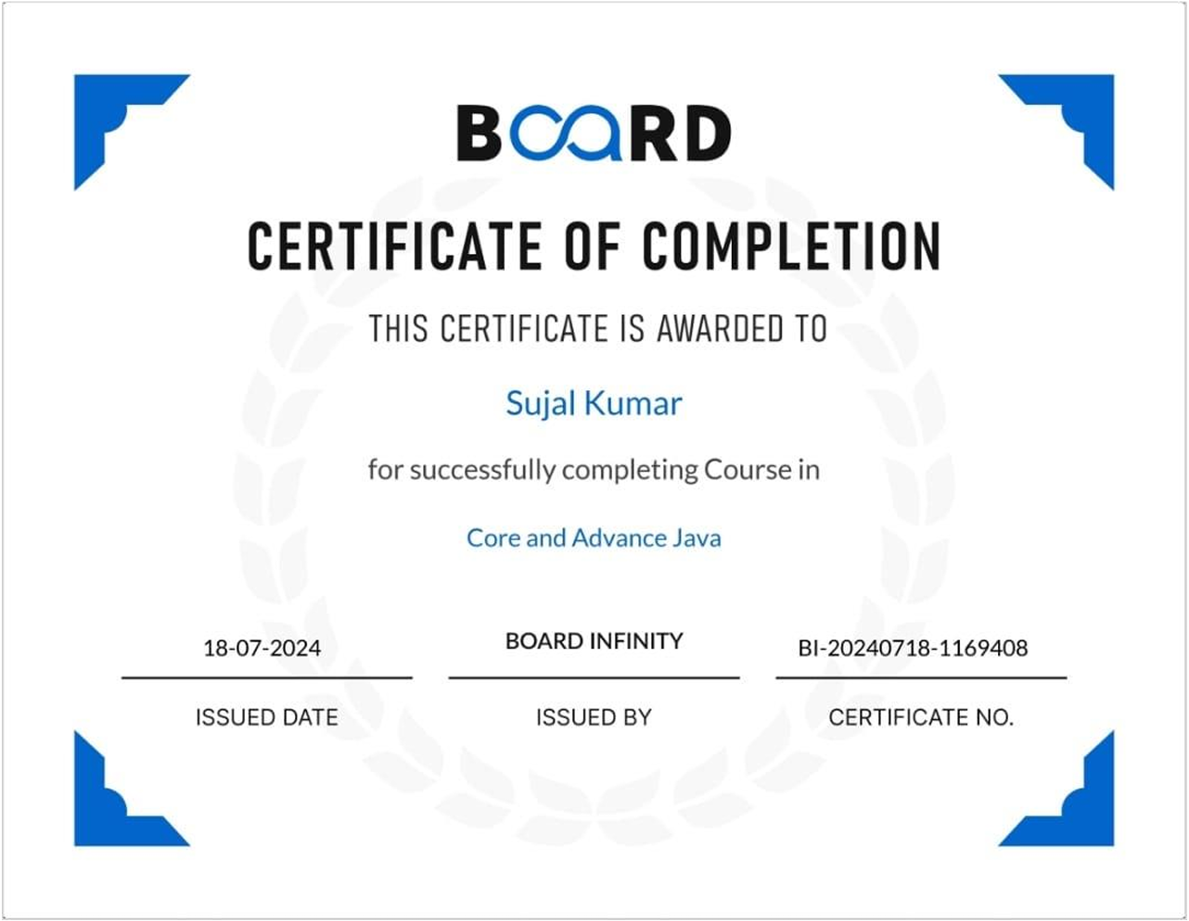 BOARD
CERTIFICATE OF COMPLETION
THIS CERTIFICATE IS AWARDED TO
Sujal Kumar
for successfully completing Course in
Core and Advance Java
18-07-2024 BOARD INFINITY BI-20240718-1169408
ISSUED DATE ISSUED BY CERTIFICATE NO.